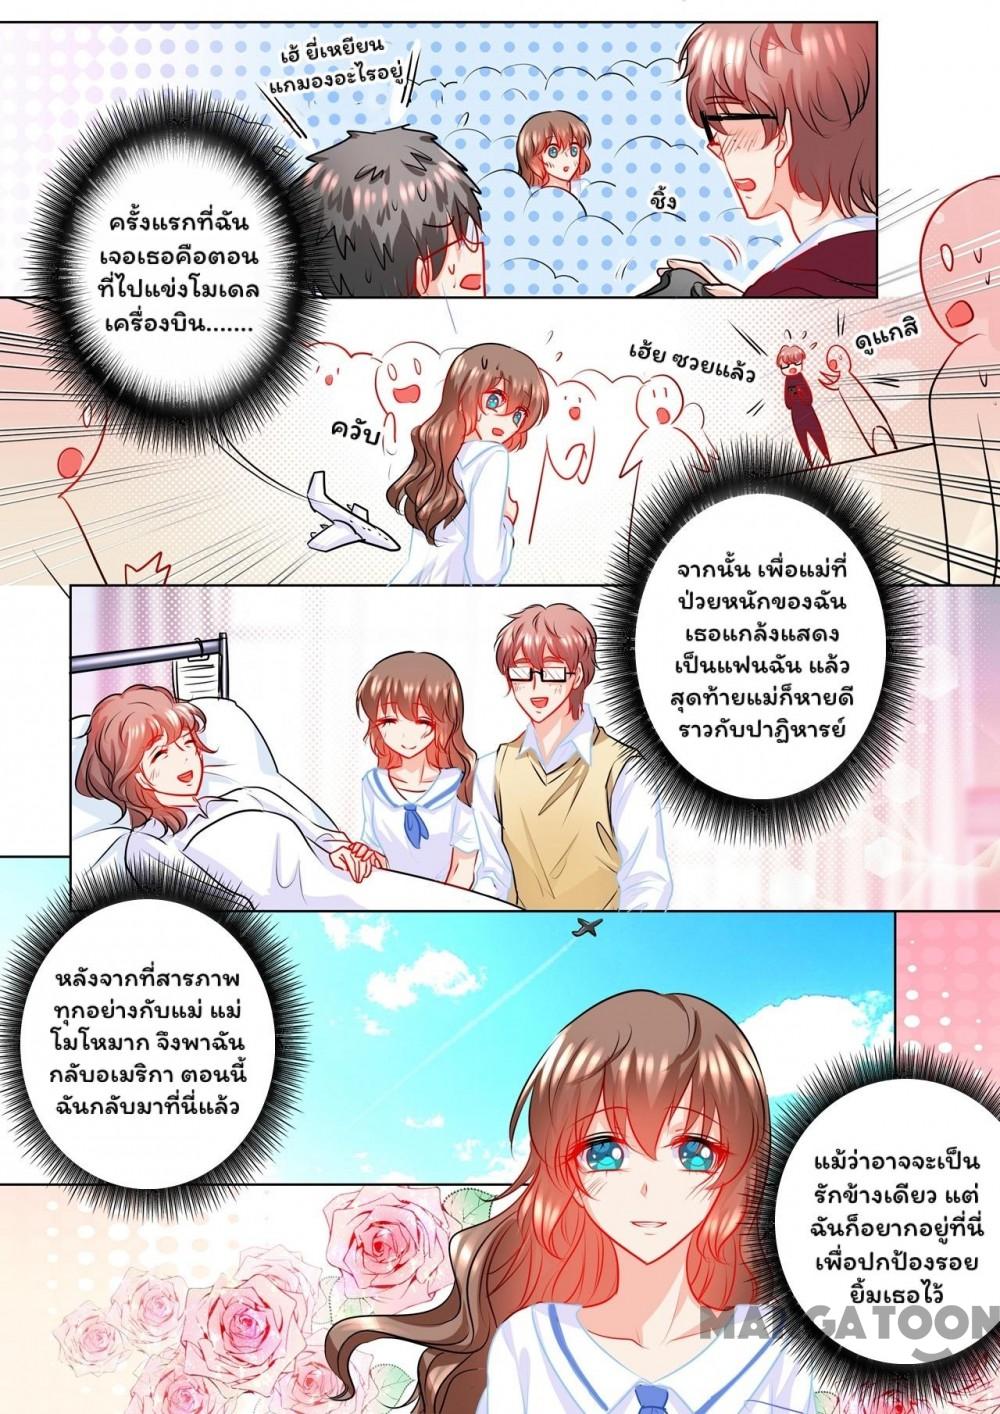 เฮ้ ยี่เหยียน
แกมองอะไรอยู่
ครั้งแรกที่ฉัน
เจอเธอคือตอน
ที่ไปแข่งโมเดล
เครื่องบิน.......
ซิ้ง
เฮ้ย ซวยแล้ว
ดูแกสิ
ควับ
จากนั้น เพื่อแม่ที่
ป่วยหนักของฉัน
เธอแกล้งแสดง
เป็นแฟนฉัน แล้ว
สุดท้ายแม่ก็หายดี
ราวกับปาฏิหารย์
หลังจากที่สารภาพ
ทุกอย่างกับแม่ แม่
โมโหมาก จึงพาฉัน
กลับอเมริกา ตอนนี้
ฉันกลับมาที่นี่แล้ว
แม้ว่าอาจจะเป็น
รักข้างเดียว แต่
ฉันก็อยากอยู่ที่นี่
เพื่อปกป้องรอย
ยิ้มเธอไว้
MANGATOON